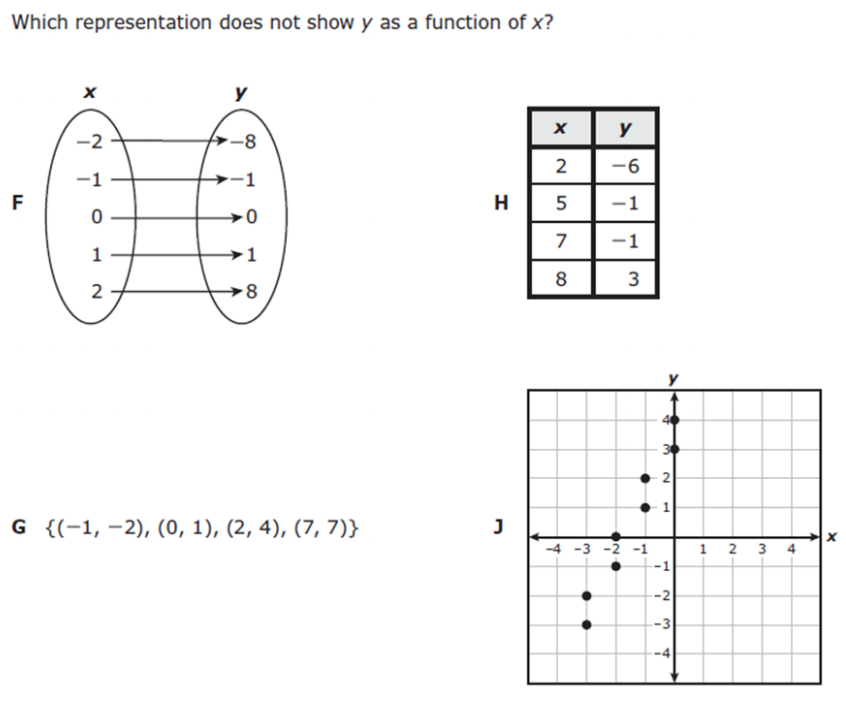 Which representation does not show y as a function of x?
x y
−2 −8
−1 −1
F 0 0
1 1
2 8
H
x y
2 −6
5 −1
7 −1
8 3
G {(−1, −2), (0, 1), (2, 4), (7, 7)}
J
y
4
3
2
1
−4 −3 −2 −1 1 2 3 4 x
−1
−2
−3
−4